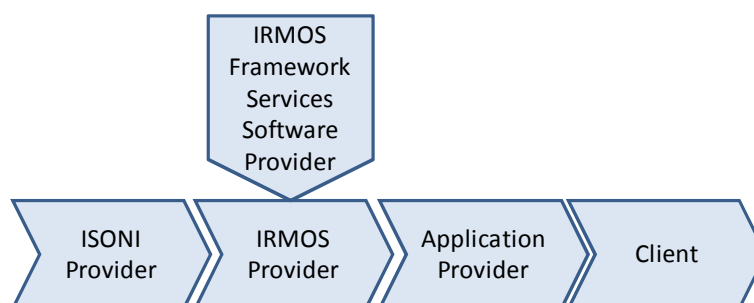 IRMOS
Framework
Services
Software
Provider
ISONI
Provider
IRMOS
Provider
Application
Provider
Client